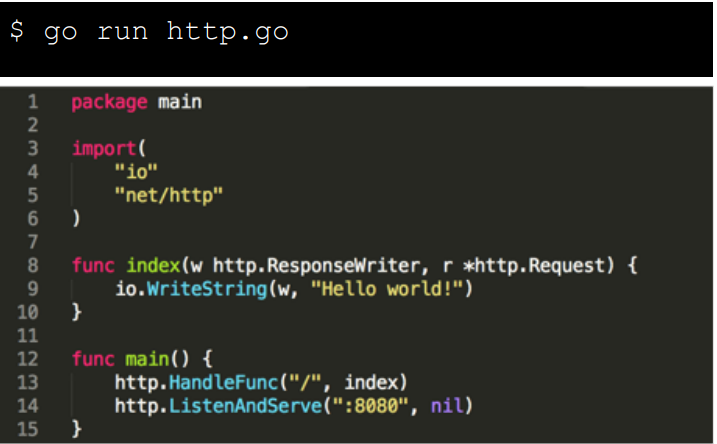 $ go run http.go
1 package main
2
3 import(
4     "io"
5     "net/http"
6 )
7
8 func index(w http.ResponseWriter, r *http.Request) {
9     io.WriteString(w, "Hello world!")
10 }
11
12 func main() {
13     http.HandleFunc("/", index)
14     http.ListenAndServe(":8080", nil)
15 }